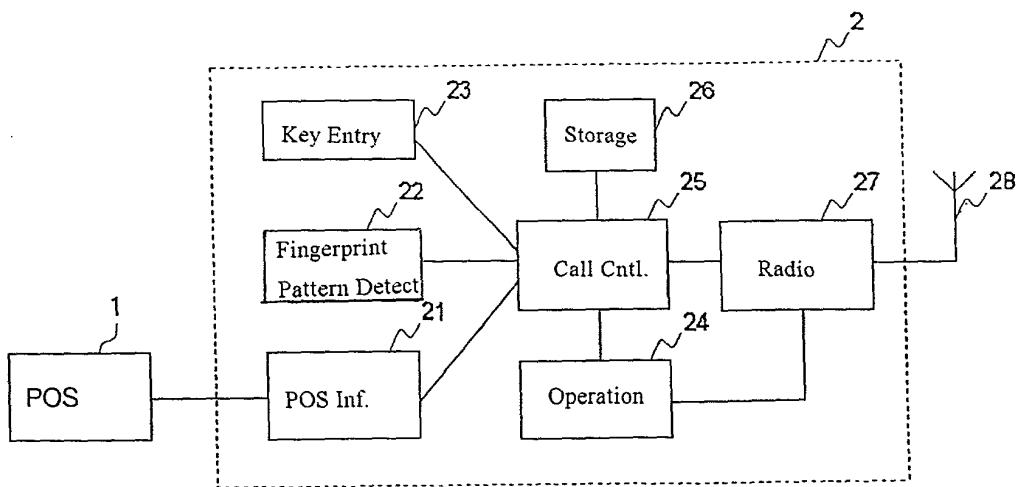 2
23
Key Entry
26
Storage
22
Fingerprint
Pattern Detect
25
Call Cntl.
27
Radio
28
1
POS
21
POS Inf.
24
Operation